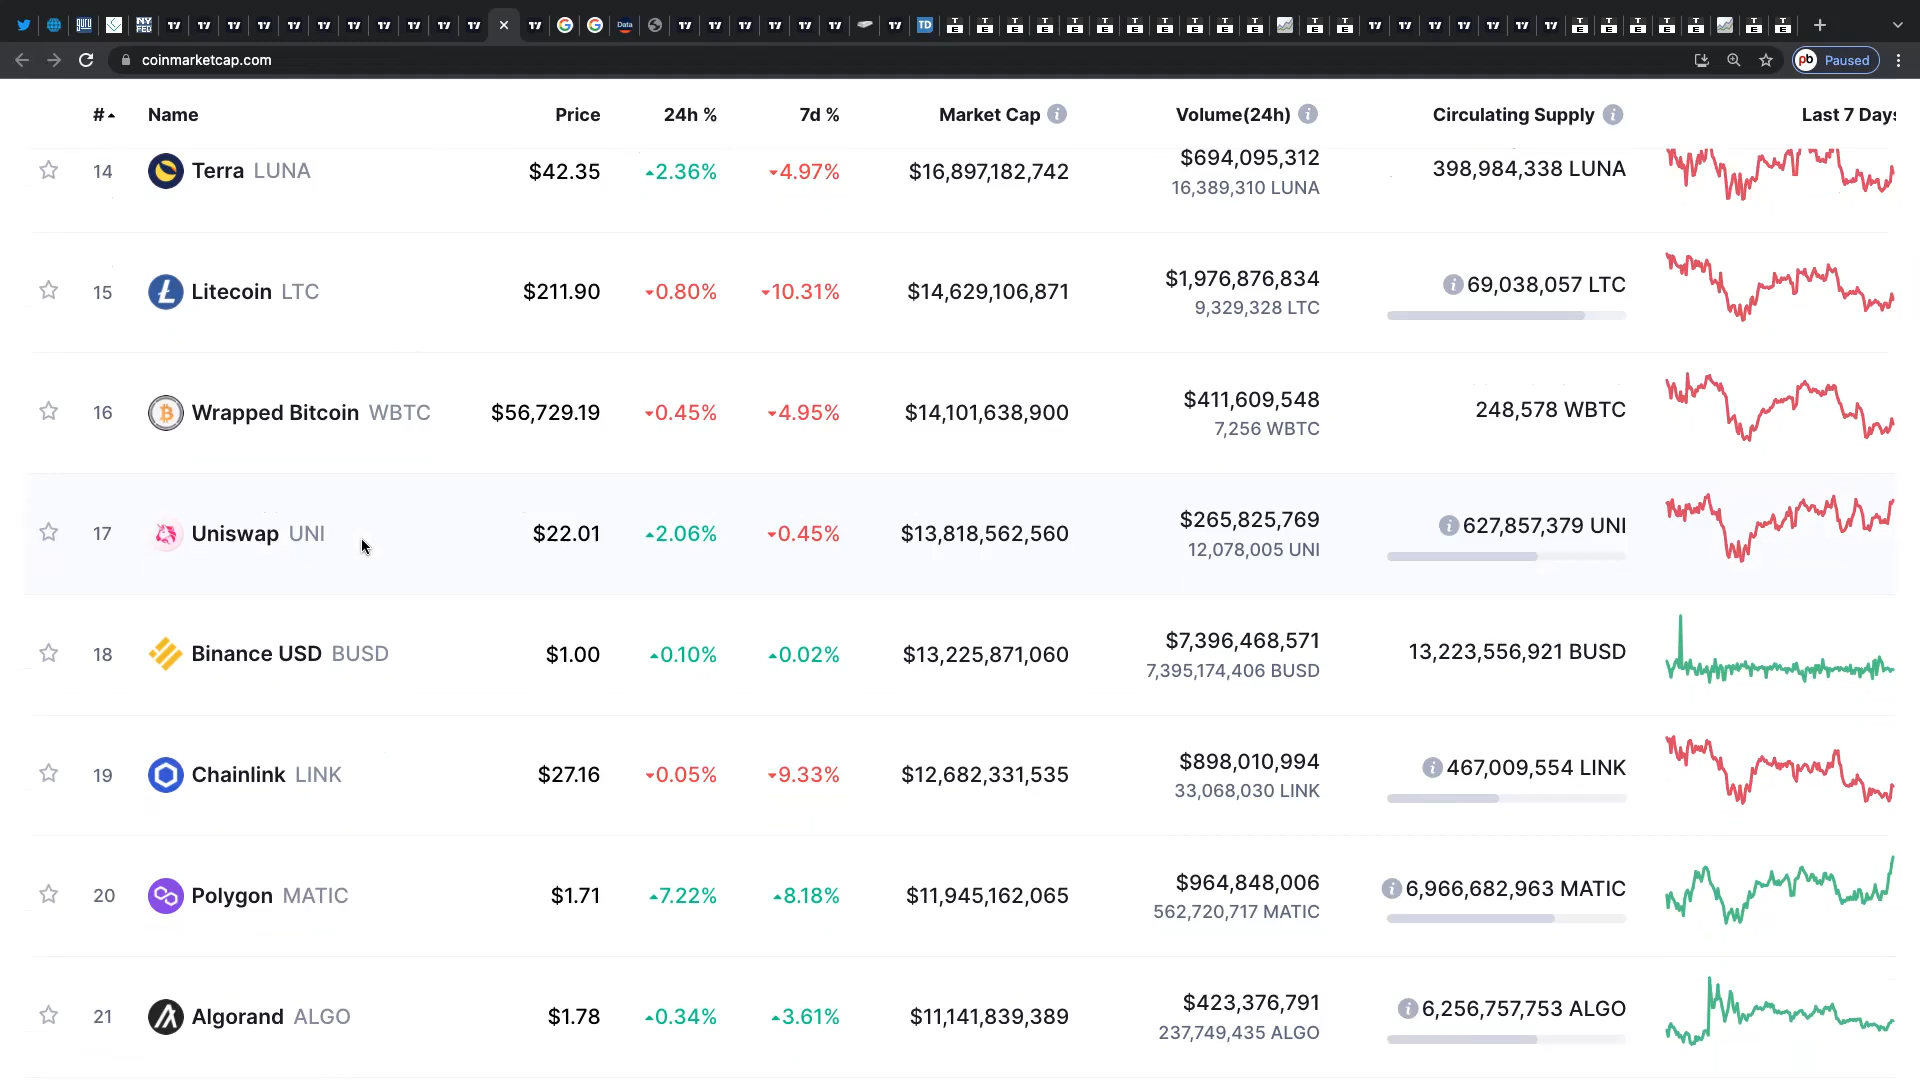 coinmarketcap.com
Paused
# Name Price 24h % 7d % Market Cap Volume(24h) Circulating Supply Last 7 Days
14 Terra LUNA $42.35 2.36% 4.97% $16,897,182,742 $694,095,312 398,984,338 LUNA
16,389,310 LUNA
15 Litecoin LTC $211.90 0.80% 10.31% $14,629,106,871 $1,976,876,834 69,038,057 LTC
9,329,328 LTC
16 Wrapped Bitcoin WBTC $56,729.19 0.45% 4.95% $14,101,638,900 $411,609,548 248,578 WBTC
7,256 WBTC
17 Uniswap UNI $22.01 2.06% 0.45% $13,818,562,560 $265,825,769 627,857,379 UNI
12,078,005 UNI
18 Binance USD BUSD $1.00 0.10% 0.02% $13,225,871,060 $7,396,468,571 13,223,556,921 BUSD
7,395,174,406 BUSD
19 Chainlink LINK $27.16 0.05% 9.33% $12,682,331,535 $898,010,994 467,009,554 LINK
33,068,030 LINK
20 Polygon MATIC $1.71 7.22% 8.18% $11,945,162,065 $964,848,006 6,966,682,963 MATIC
562,720,717 MATIC
21 Algorand ALGO $1.78 0.34% 3.61% $11,141,839,389 $423,376,791 6,256,757,753 ALGO
237,749,435 ALGO